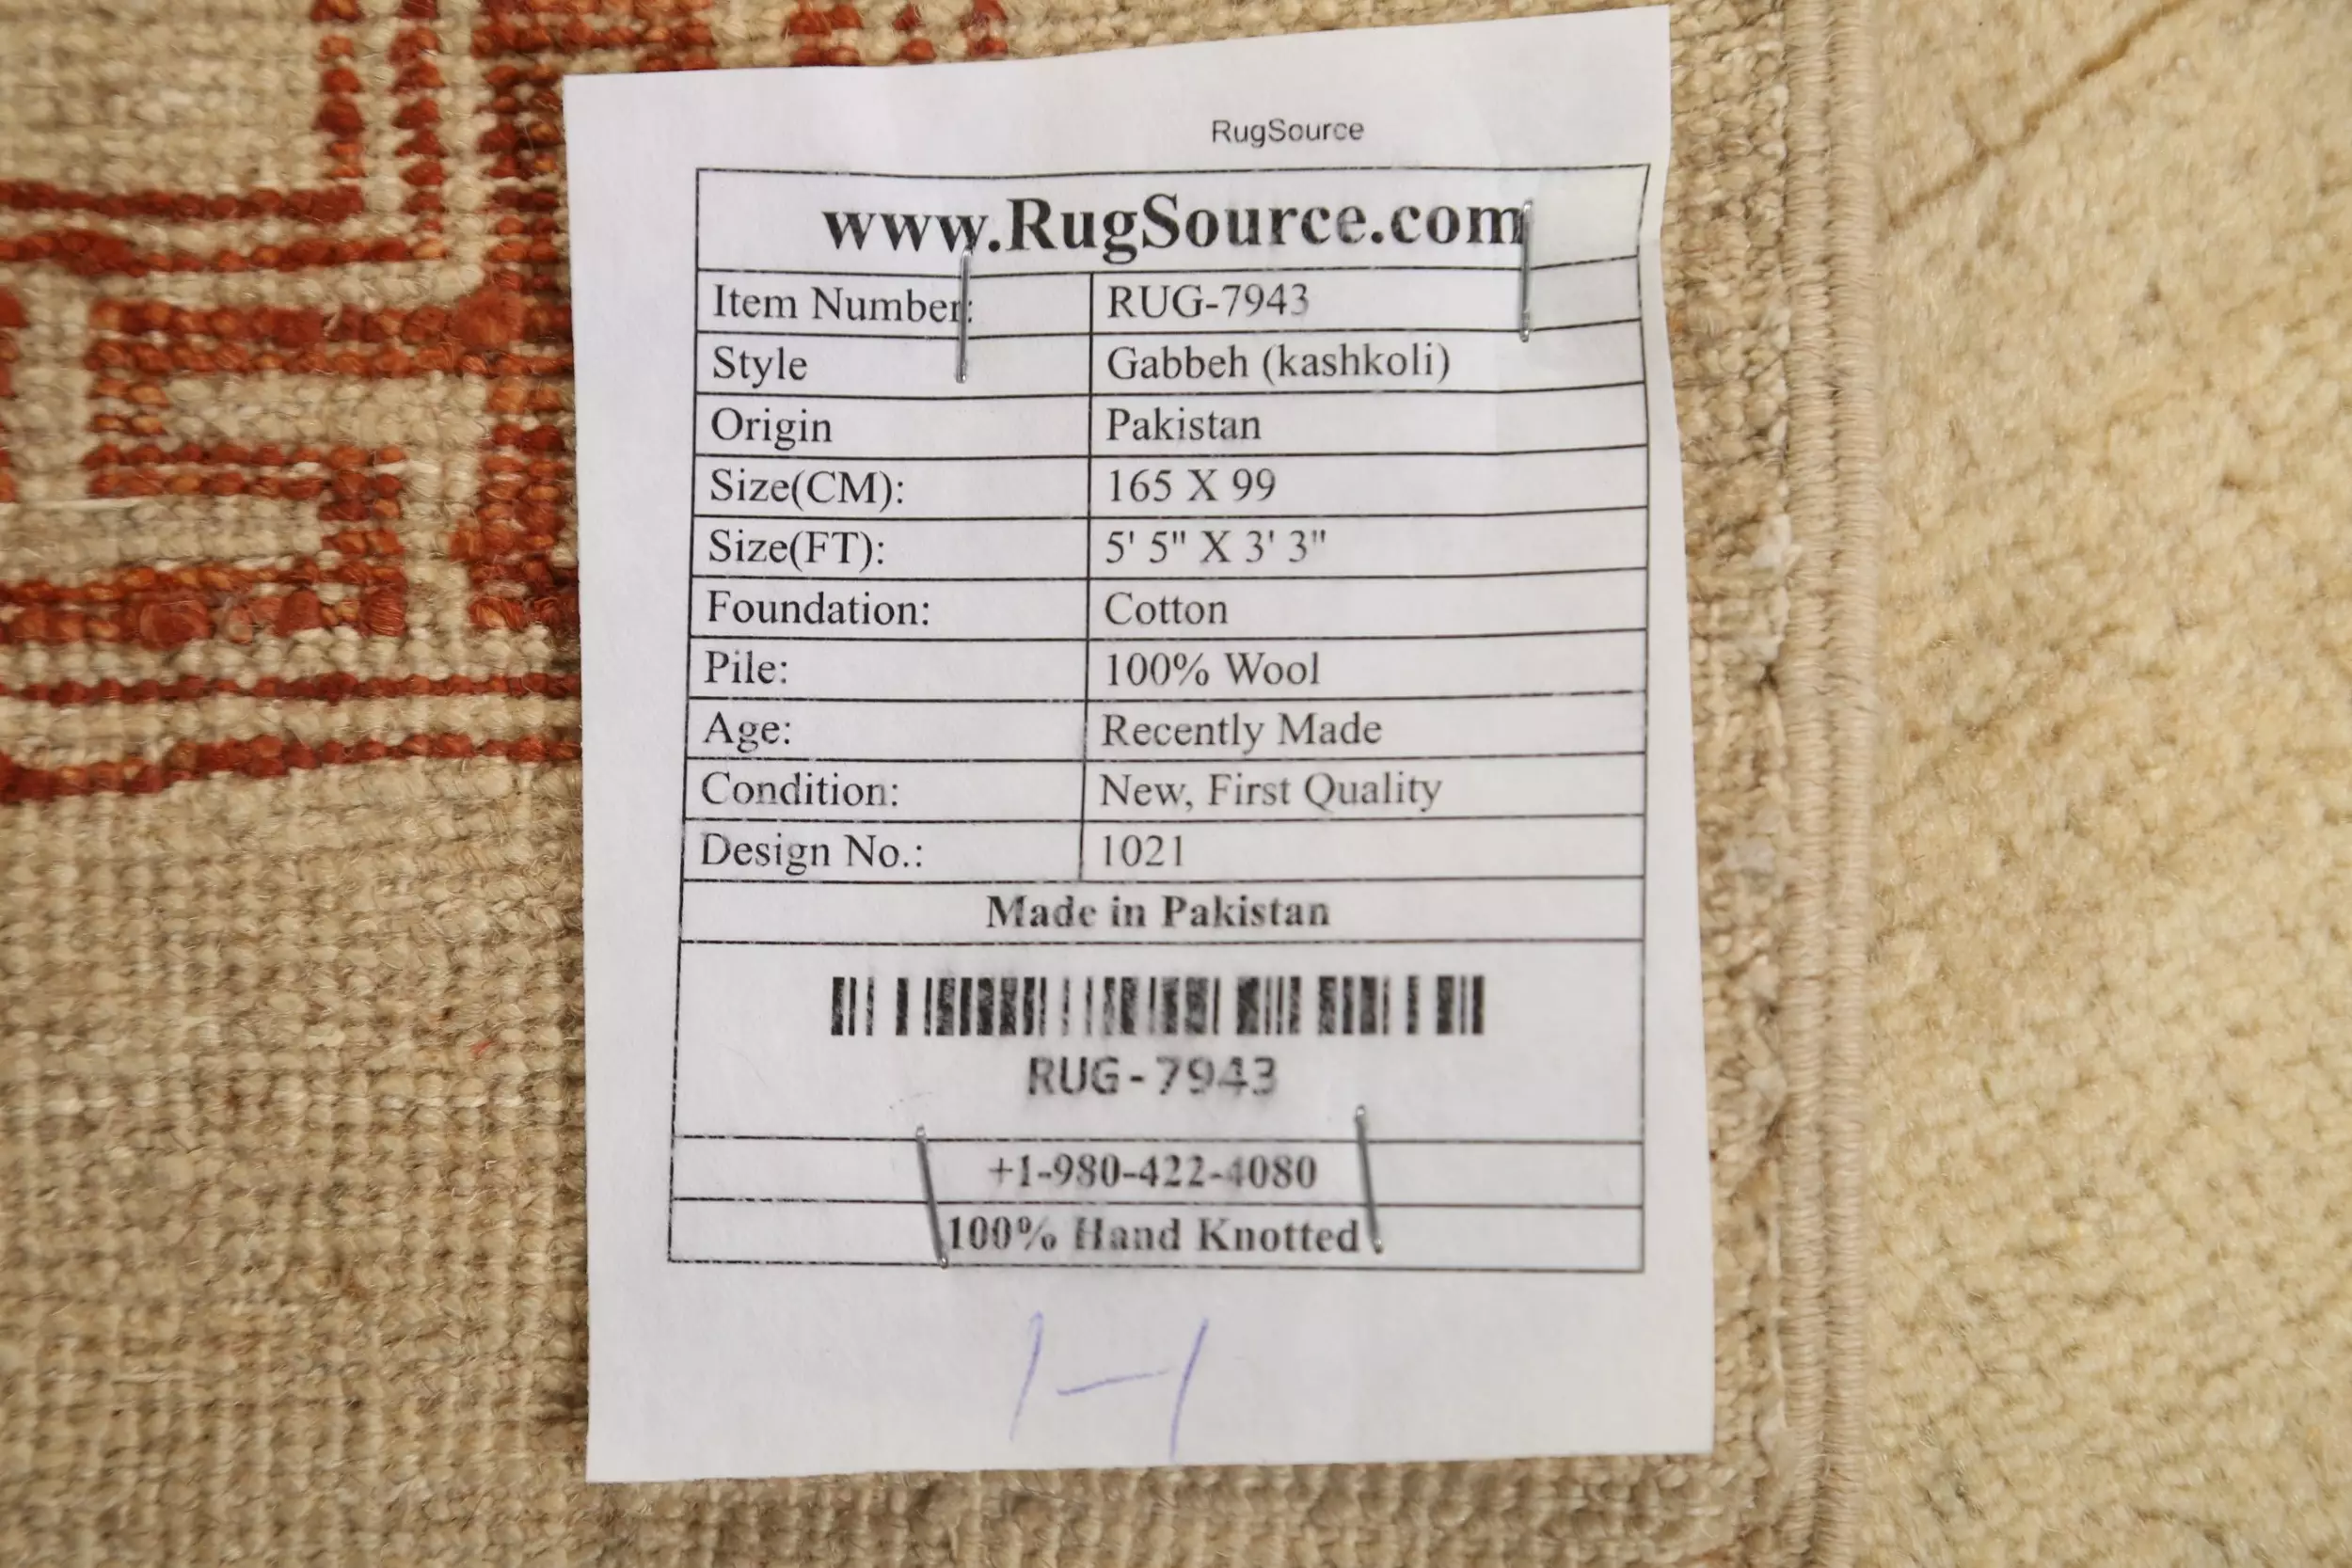 RugSource
www.RugSource.com
Item Number: RUG-7943
Style Gabbeh (kashkoli)
Origin Pakistan
Size(CM): 165 X 99
Size(FT): 5' 5" X 3' 3"
Foundation: Cotton
Pile: 100% Wool
Age: Recently Made
Condition: New, First Quality
Design No.: 1021
Made in Pakistan
RUG-7943
+1-980-422-4080
100% Hand Knotted
1-1